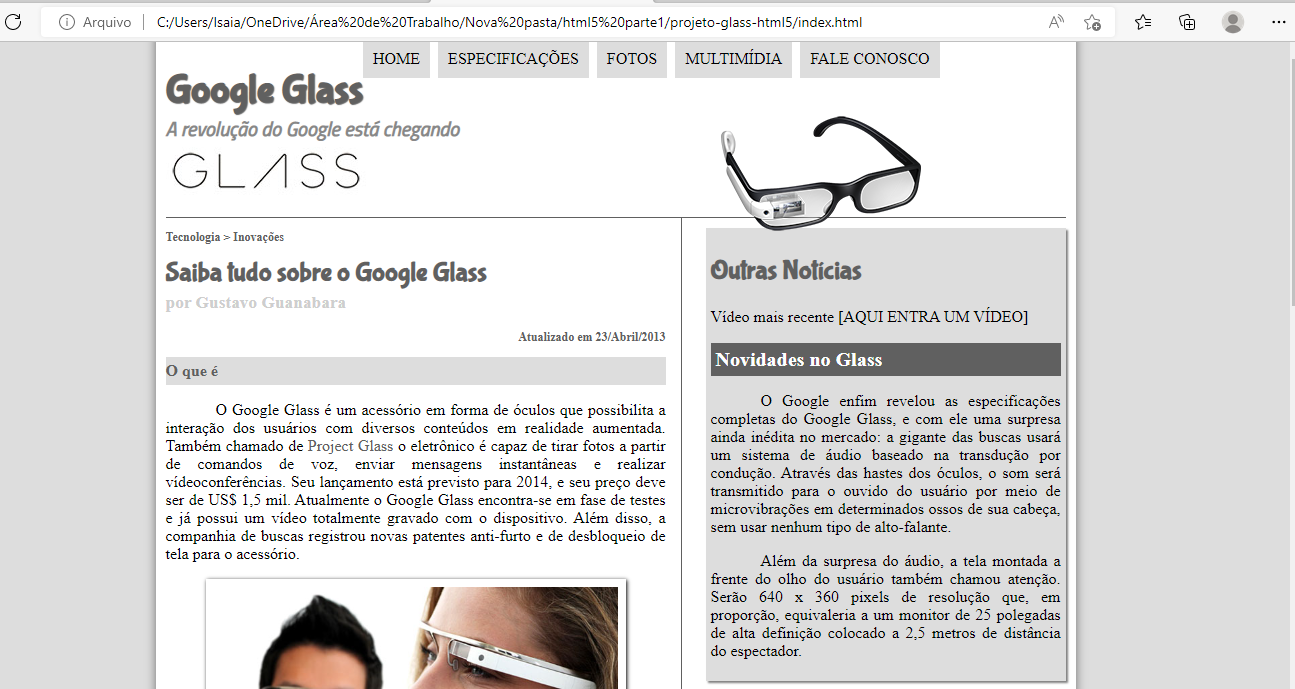 Arquivo C:/Users/Isaia/OneDrive/Área%20de%20Trabalho/Nova%20pasta/html5%20parte1/projeto-glass-html5/index.html
HOME ESPECIFICAÇÕES FOTOS MULTIMÍDIA FALE CONOSCO
Google Glass
A revolução do Google está chegando
GLASS
Tecnologia > Inovações
Saiba tudo sobre o Google Glass
por Gustavo Guanabara
Atualizado em 23/Abril/2013
O que é
O Google Glass é um acessório em forma de óculos que possibilita a
interação dos usuários com diversos conteúdos em realidade aumentada.
Também chamado de Project Glass o eletrônico é capaz de tirar fotos a partir
de comandos de voz, enviar mensagens instantâneas e realizar
vídeoconferências. Seu lançamento está previsto para 2014, e seu preço deve
ser de US$ 1,5 mil. Atualmente o Google Glass encontra-se em fase de testes
e já possui um vídeo totalmente gravado com o dispositivo. Além disso, a
companhia de buscas registrou novas patentes anti-furto e de desbloqueio de
tela para o acessório.
Outras Notícias
Vídeo mais recente [AQUI ENTRA UM VÍDEO]
Novidades no Glass
O Google enfim revelou as especificações
completas do Google Glass, e com ele uma surpresa
ainda inédita no mercado: a gigante das buscas usará
um sistema de áudio baseado na transdução por
condução. Através das hastes dos óculos, o som será
transmitido para o ouvido do usuário por meio de
microvibrações em determinados ossos de sua cabeça,
sem usar nenhum tipo de alto-falante.
Além da surpresa do áudio, a tela montada a
frente do olho do usuário também chamou atenção.
Serão 640 x 360 pixels de resolução que, em
proporção, equivaleria a um monitor de 25 polegadas
de alta definição colocado a 2,5 metros de distância
do espectador.